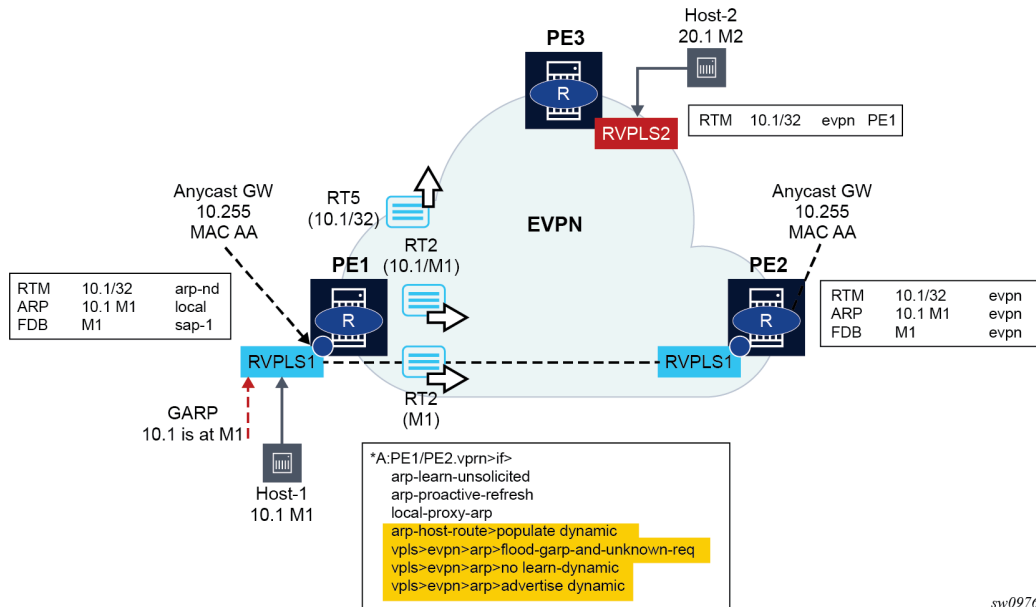 Host-2
20.1 M2
PE3
R
RVPLS2
RTM 10.1/32 evpn PE1
Anycast GW
10.255
MAC AA
RT5
(10.1/32)
EVPN
Anycast GW
10.255
MAC AA
RT2
(10.1/M1)
PE1
PE2
RTM 10.1/32 arp-nd
ARP 10.1 M1 local
FDB M1 sap-1
R
R
RTM 10.1/32 evpn
ARP 10.1 M1 evpn
FDB M1 evpn
RVPLS1
RVPLS1
RT2
(M1)
GARP
10.1 is at M1
Host-1
10.1 M1
*A:PE1/PE2.vprn>if>
arp-learn-unsolicited
arp-proactive-refresh
local-proxy-arp
arp-host-route>populate dynamic
vpls>evpn>arp>flood-garp-and-unknown-req
vpls>evpn>arp>no learn-dynamic
vpls>evpn>arp>advertise dynamic